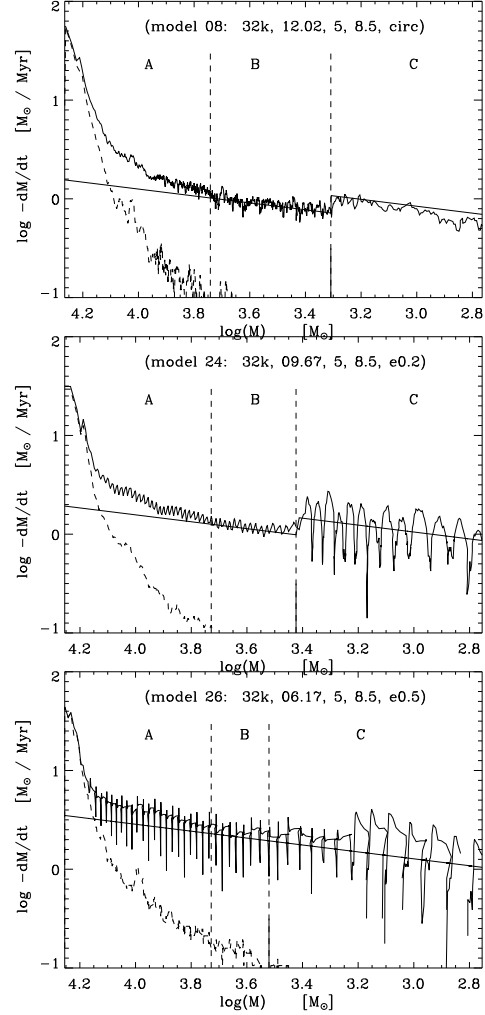 (model 08: 32k, 12.02, 5, 8.5, circ)
A B C
2
1
0
−1
log −dM/dt [M⊙ / Myr]
4.2 4.0 3.8 3.6 3.4 3.2 3.0 2.8
log(M) [M⊙]
(model 24: 32k, 09.67, 5, 8.5, e0.2)
A B C
2
1
0
−1
log −dM/dt [M⊙ / Myr]
4.2 4.0 3.8 3.6 3.4 3.2 3.0 2.8
log(M) [M⊙]
(model 26: 32k, 06.17, 5, 8.5, e0.5)
A B C
2
1
0
−1
log −dM/dt [M⊙ / Myr]
4.2 4.0 3.8 3.6 3.4 3.2 3.0 2.8
log(M) [M⊙]